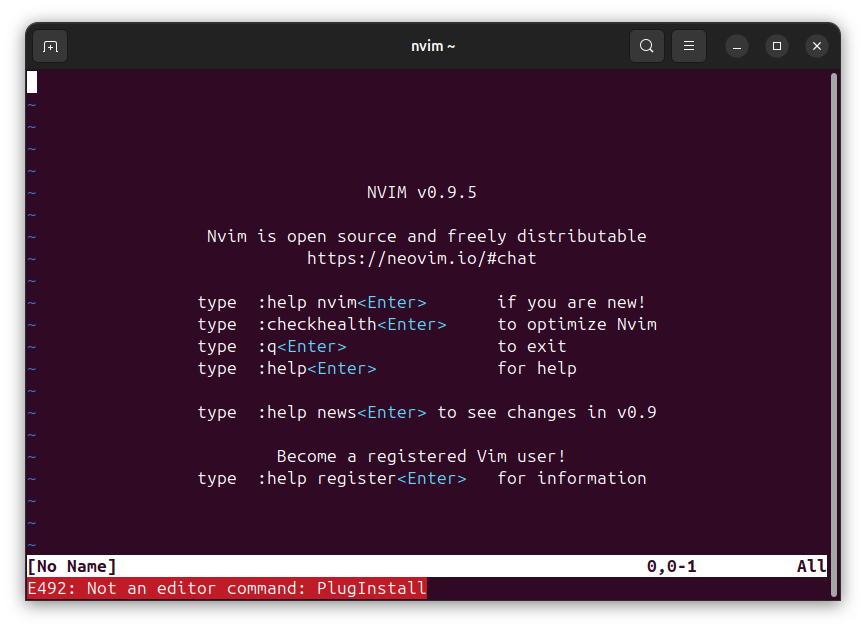 nvim ~
NVIM v0.9.5
Nvim is open source and freely distributable
https://neovim.io/#chat
type  :help nvim<Enter>       if you are new!
type  :checkhealth<Enter>     to optimize Nvim
type  :q<Enter>               to exit
type  :help<Enter>            for help
type  :help news<Enter> to see changes in v0.9
Become a registered Vim user!
type  :help register<Enter>   for information
[No Name]                                                     0,0-1          All
E492: Not an editor command: PlugInstall